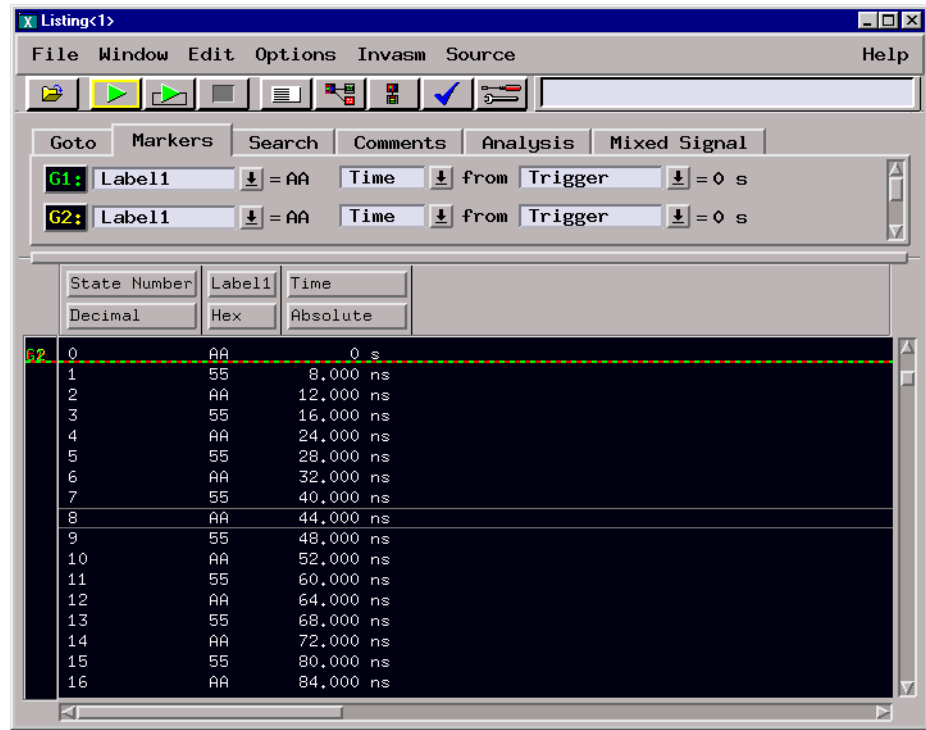 X Listing<1>
File Window Edit Options Invasm Source Help
Goto Markers Search Comments Analysis Mixed Signal
G1: Label1 = AA Time from Trigger = 0 s
G2: Label1 = AA Time from Trigger = 0 s
State Number Label1 Time
Decimal Hex Absolute
G2 0 AA 0 s
1 55 8.000 ns
2 AA 12.000 ns
3 55 16.000 ns
4 AA 24.000 ns
5 55 28.000 ns
6 AA 32.000 ns
7 55 40.000 ns
8 AA 44.000 ns
9 55 48.000 ns
10 AA 52.000 ns
11 55 60.000 ns
12 AA 64.000 ns
13 55 68.000 ns
14 AA 72.000 ns
15 55 80.000 ns
16 AA 84.000 ns